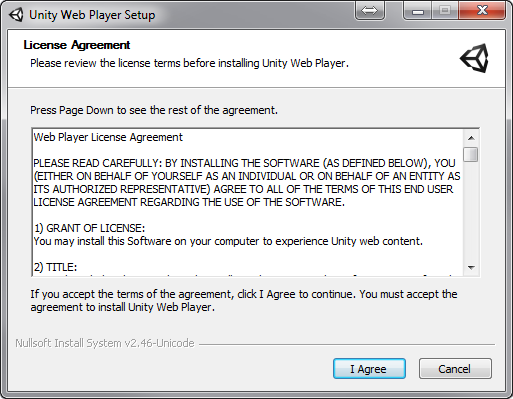 Unity Web Player Setup
License Agreement
Please review the license terms before installing Unity Web Player.
Press Page Down to see the rest of the agreement.
Web Player License Agreement
PLEASE READ CAREFULLY: BY INSTALLING THE SOFTWARE (AS DEFINED BELOW), YOU
(EITHER ON BEHALF OF YOURSELF AS AN INDIVIDUAL OR ON BEHALF OF AN ENTITY AS
ITS AUTHORIZED REPRESENTATIVE) AGREE TO ALL OF THE TERMS OF THIS END USER
LICENSE AGREEMENT REGARDING THE USE OF THE SOFTWARE.
1) GRANT OF LICENSE:
You may install this Software on your computer to experience Unity web content.
2) TITLE:
If you accept the terms of the agreement, click I Agree to continue. You must accept the
agreement to install Unity Web Player.
Nullsoft Install System v2.46-Unicode
I Agree
Cancel